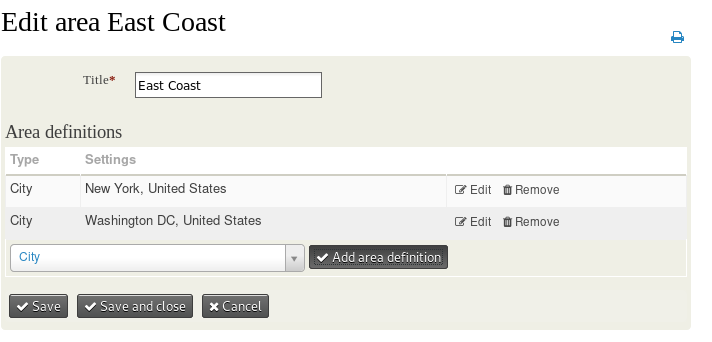 Edit area East Coast
Title*
East Coast
Area definitions
Type Settings
City New York, United States Edit Remove
City Washington DC, United States Edit Remove
City Add area definition
Save Save and close Cancel